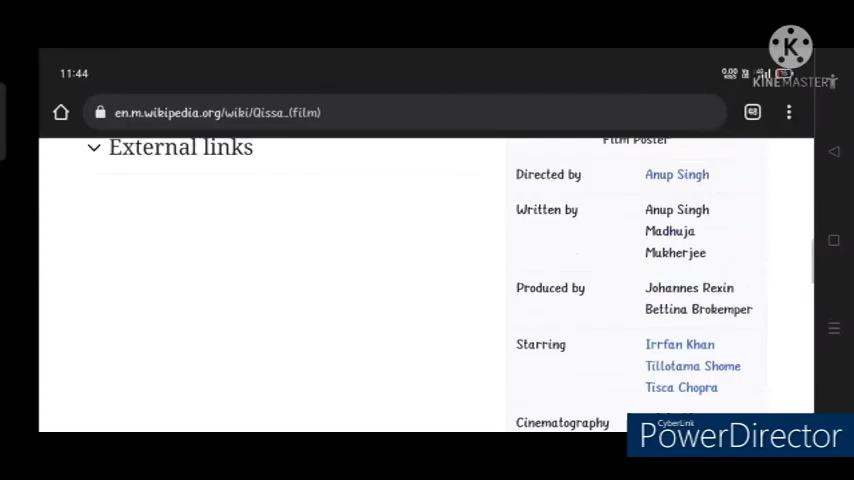 11:44
KINEMASTER
en.m.wikipedia.org/wiki/Qissa_(film)
External links
Film Poster
Directed by Anup Singh
Written by Anup Singh
Madhuja
Mukherjee
Produced by Johannes Rexin
Bettina Brokemper
Starring Irrfan Khan
Tillotama Shome
Tisca Chopra
Cinematography
CyberLink
PowerDirector